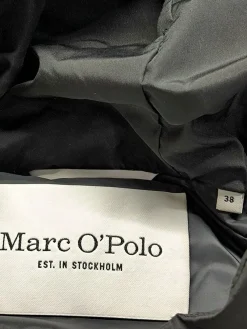 38
Marc O'Polo
EST. IN STOCKHOLM